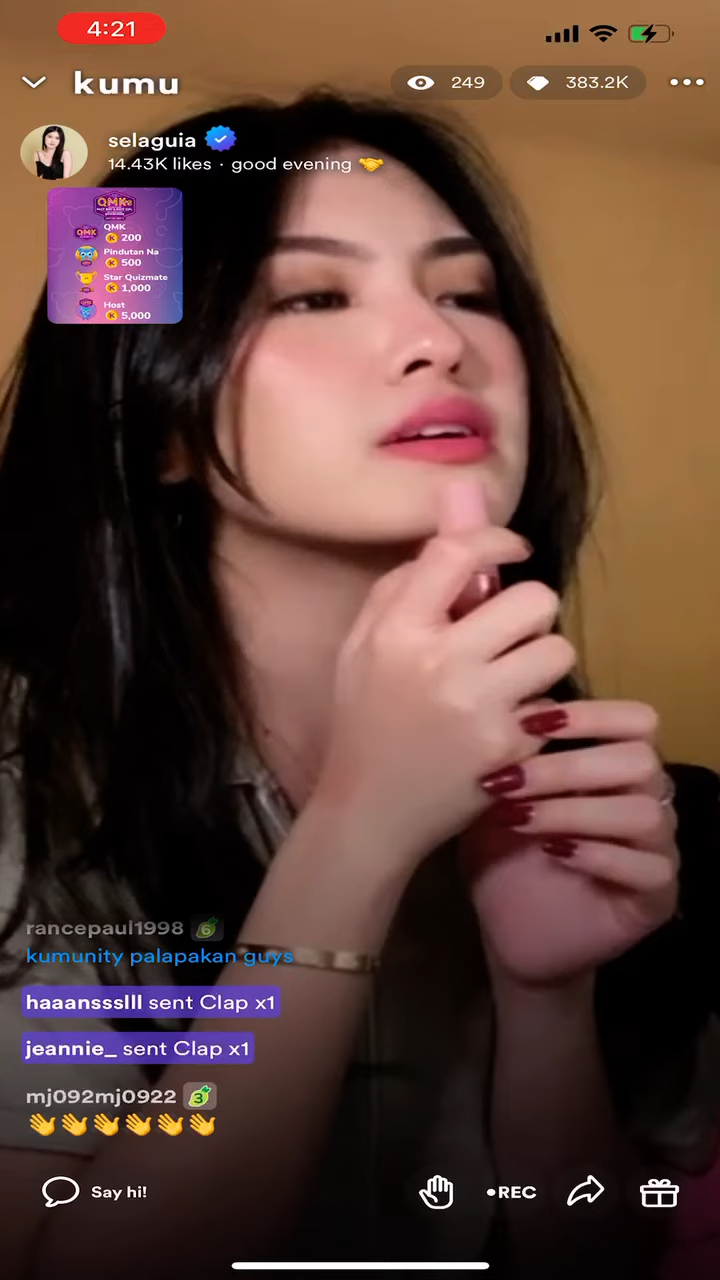 4:21
kumu
249
383.2K
selaguia
14.43K likes · good evening 🤝
QMKs
QMK
K 200
Pindutan Na
K 500
Star Quizmate
K 1,000
Host
K 5,000
rancepaul1998 6
kumunity palapakan guys
haaanssslll sent Clap x1
jeannie_ sent Clap x1
mj092mj0922 3
👋👋👋👋👋👋
Say hi!
•REC